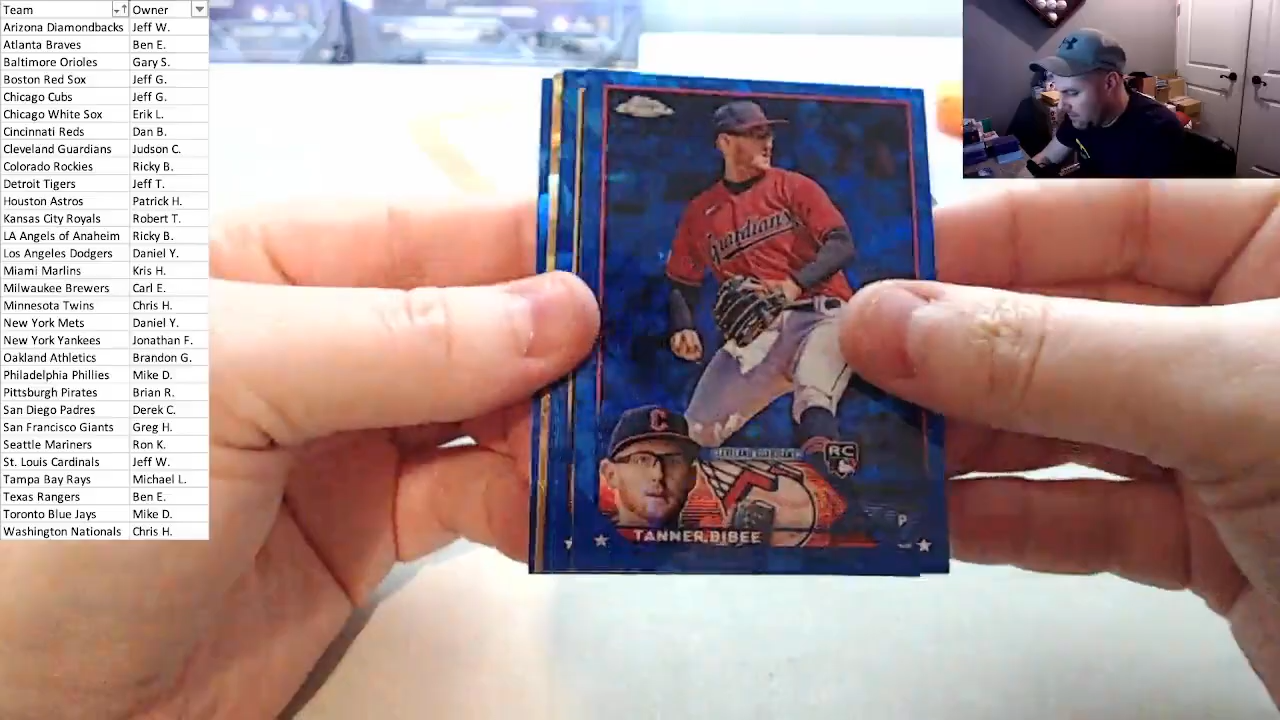 Team Owner
Arizona Diamondbacks Jeff W.
Atlanta Braves Ben E.
Baltimore Orioles Gary S.
Boston Red Sox Jeff G.
Chicago Cubs Jeff G.
Chicago White Sox Erik L.
Cincinnati Reds Dan B.
Cleveland Guardians Judson C.
Colorado Rockies Ricky B.
Detroit Tigers Jeff T.
Houston Astros Patrick H.
Kansas City Royals Robert T.
LA Angels of Anaheim Ricky B.
Los Angeles Dodgers Daniel Y.
Miami Marlins Kris H.
Milwaukee Brewers Carl E.
Minnesota Twins Chris H.
New York Mets Daniel Y.
New York Yankees Jonathan F.
Oakland Athletics Brandon G.
Philadelphia Phillies Mike D.
Pittsburgh Pirates Brian R.
San Diego Padres Derek C.
San Francisco Giants Greg H.
Seattle Mariners Ron K.
St. Louis Cardinals Jeff W.
Tampa Bay Rays Michael L.
Texas Rangers Ben E.
Toronto Blue Jays Mike D.
Washington Nationals Chris H.
Guardians
C
RC
P
TANNER BIBEE